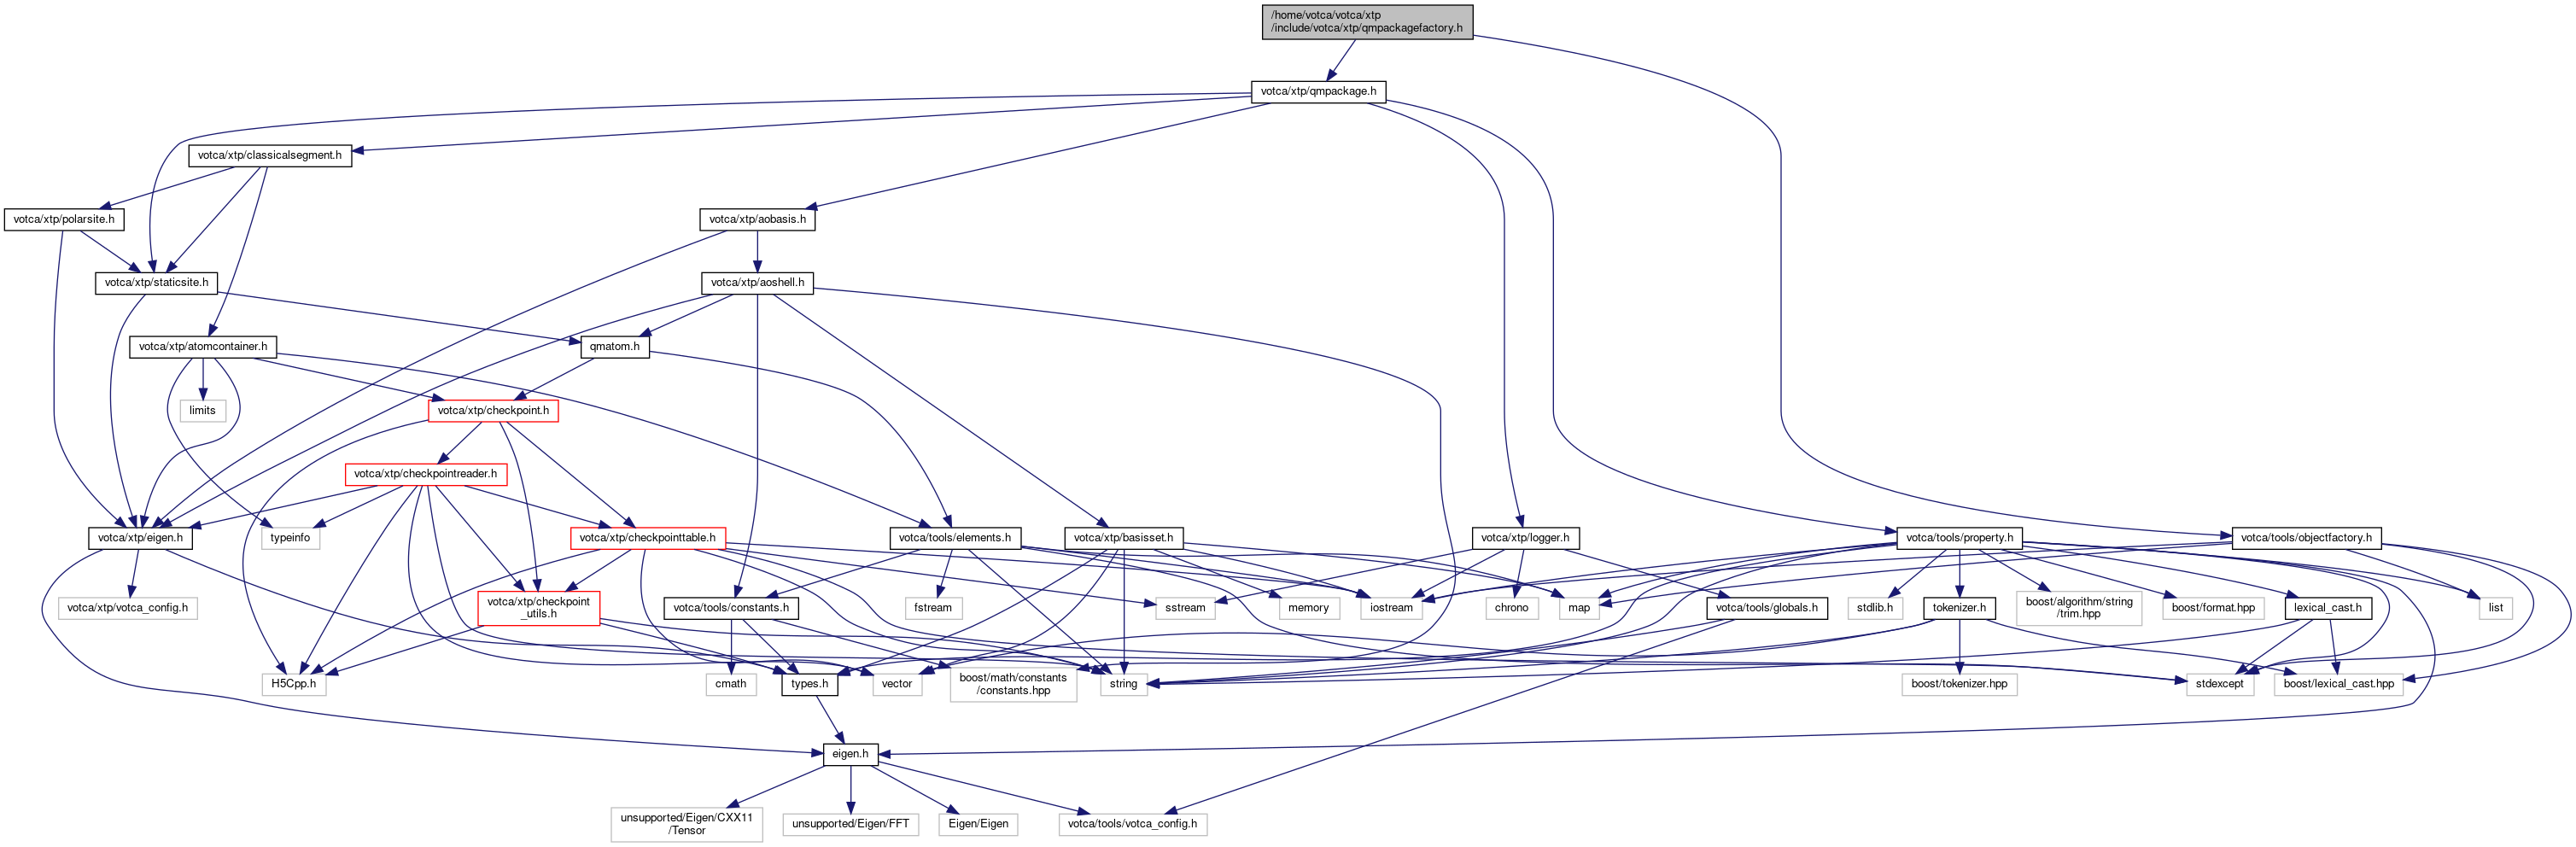 /home/votca/votca/xtp
/include/votca/xtp/qmpackagefactory.h
votca/xtp/qmpackage.h
votca/xtp/classicalsegment.h
votca/xtp/polarsite.h
votca/xtp/aobasis.h
votca/xtp/staticsite.h
votca/xtp/aoshell.h
votca/xtp/atomcontainer.h
qmatom.h
limits
votca/xtp/checkpoint.h
votca/xtp/checkpointreader.h
votca/xtp/eigen.h
typeinfo
votca/xtp/checkpointtable.h
votca/tools/elements.h
votca/xtp/basisset.h
votca/xtp/logger.h
votca/tools/property.h
votca/tools/objectfactory.h
votca/xtp/votca_config.h
votca/xtp/checkpoint
_utils.h
votca/tools/constants.h
fstream
sstream
memory
iostream
chrono
map
votca/tools/globals.h
stdlib.h
tokenizer.h
boost/algorithm/string
/trim.hpp
boost/format.hpp
lexical_cast.h
list
H5Cpp.h
cmath
types.h
vector
boost/math/constants
/constants.hpp
string
boost/tokenizer.hpp
stdexcept
boost/lexical_cast.hpp
eigen.h
unsupported/Eigen/CXX11
/Tensor
unsupported/Eigen/FFT
Eigen/Eigen
votca/tools/votca_config.h